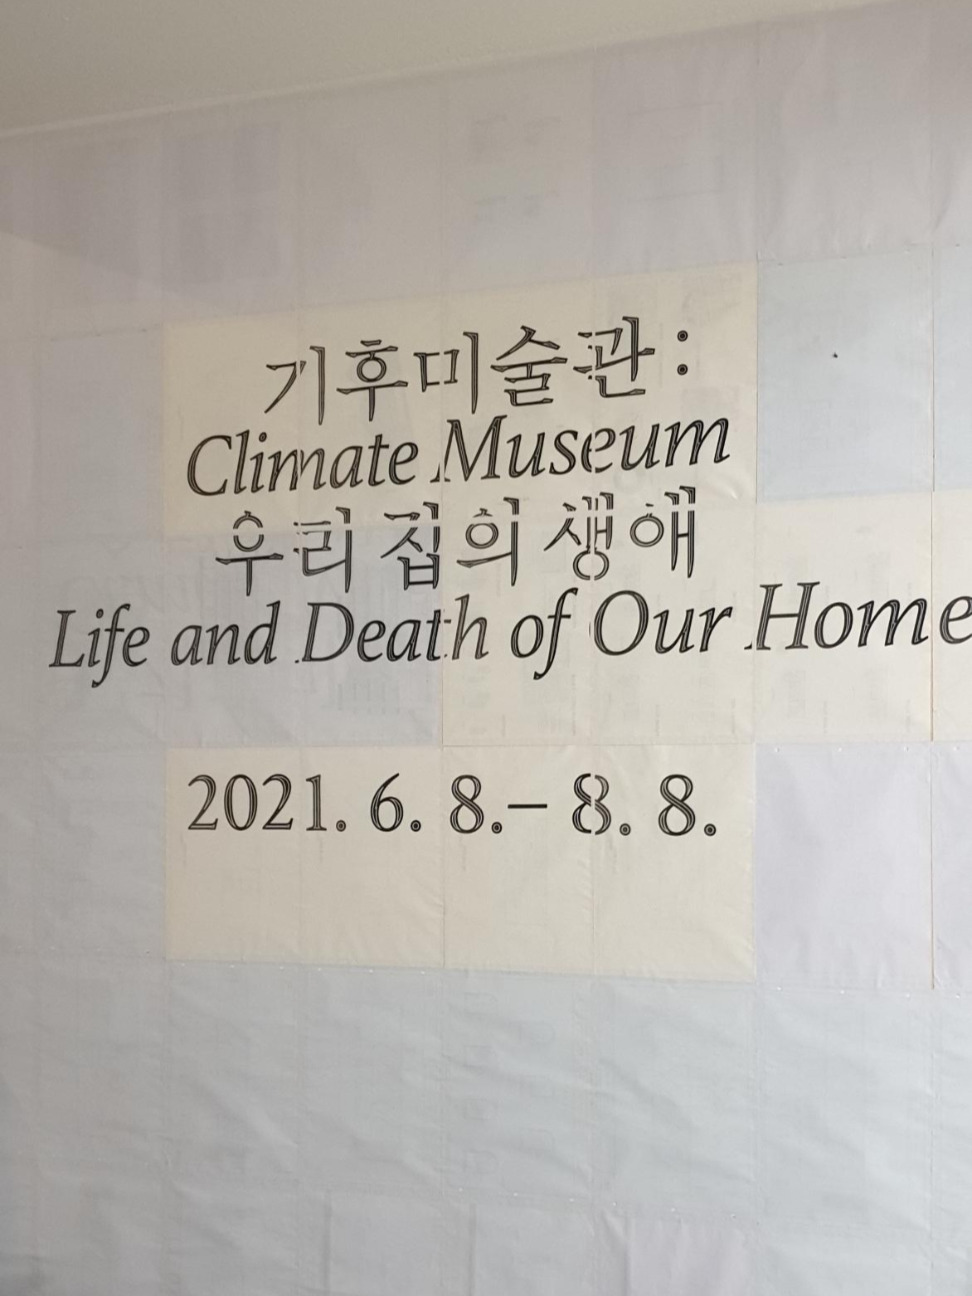 기후미술관:
Climate Museum
우리 집의 생애
Life and Death of Our Home
2021. 6. 8.– 8. 8.